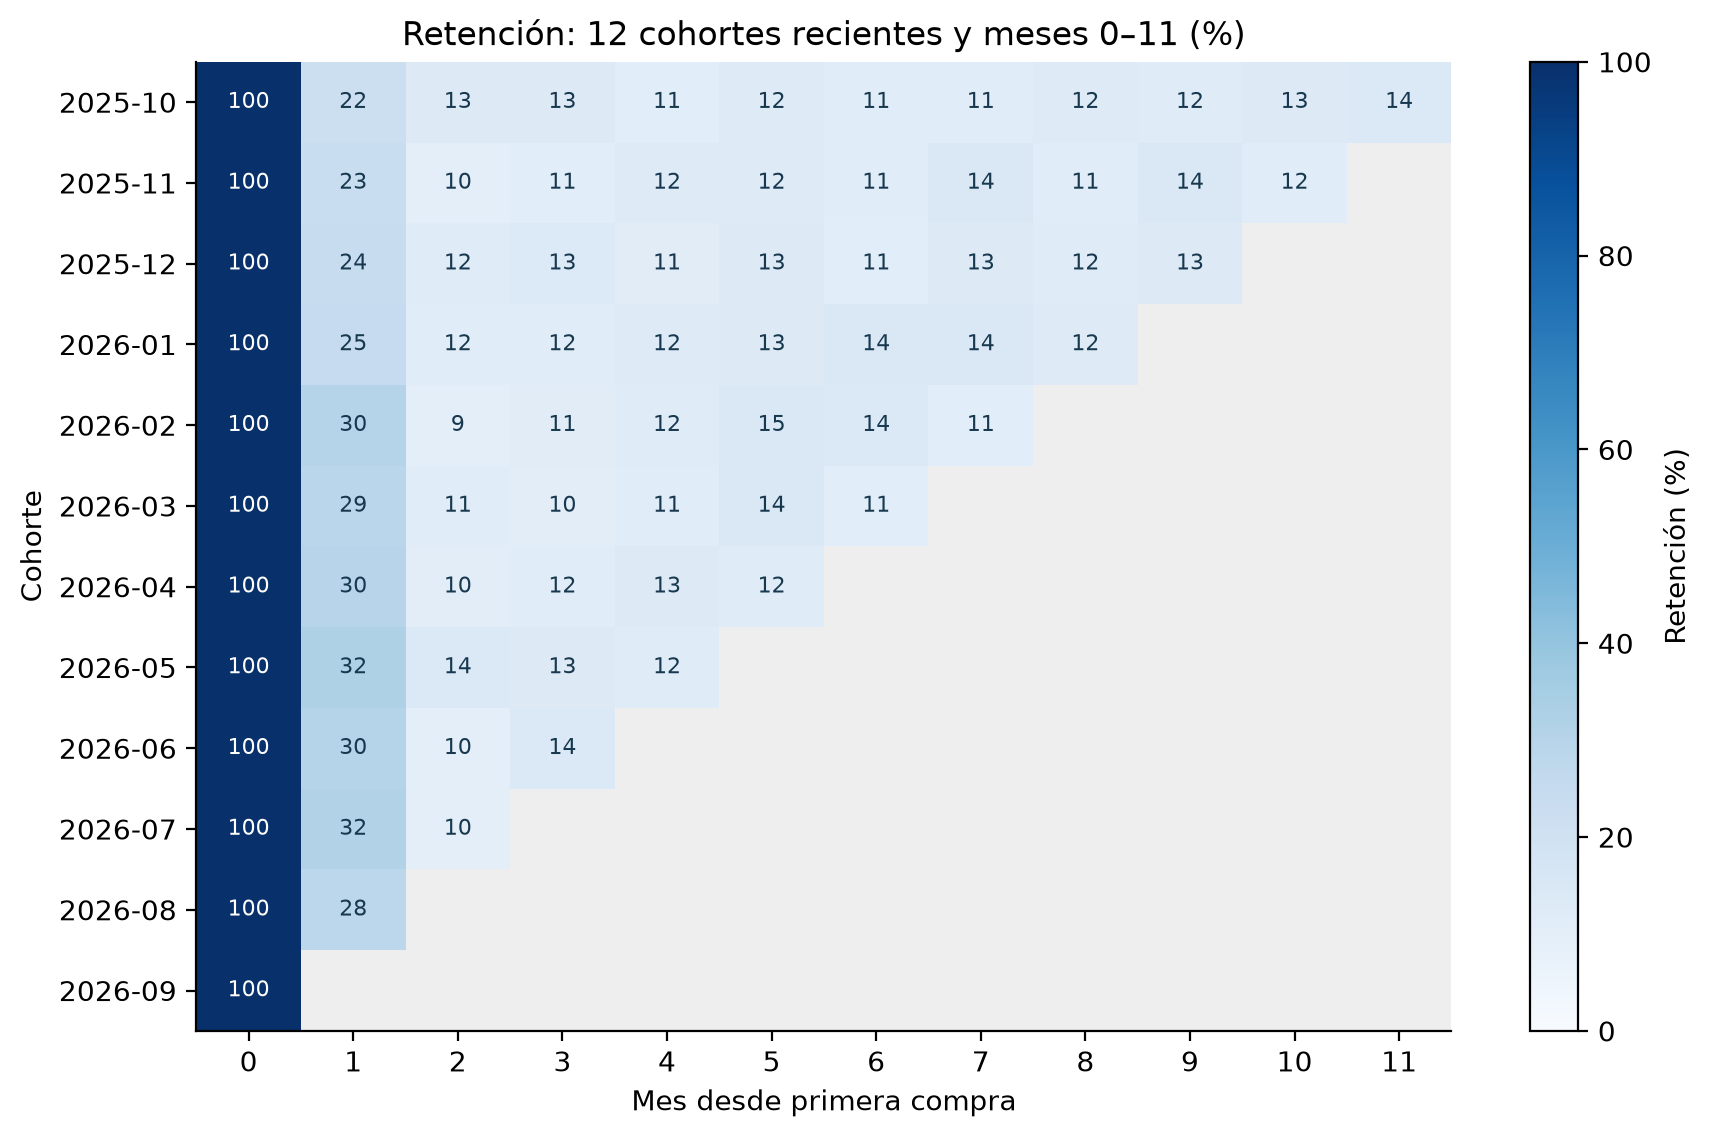 Retención: 12 cohortes recientes y meses 0–11 (%)
Cohorte
2025-10 100 22 13 13 11 12 11 11 12 12 13 14
2025-11 100 23 10 11 12 12 11 14 11 14 12
2025-12 100 24 12 13 11 13 11 13 12 13
2026-01 100 25 12 12 12 13 14 14 12
2026-02 100 30 9 11 12 15 14 11
2026-03 100 29 11 10 11 14 11
2026-04 100 30 10 12 13 12
2026-05 100 32 14 13 12
2026-06 100 30 10 14
2026-07 100 32 10
2026-08 100 28
2026-09 100
0 1 2 3 4 5 6 7 8 9 10 11
Mes desde primera compra
100
80
60
40
20
0
Retención (%)